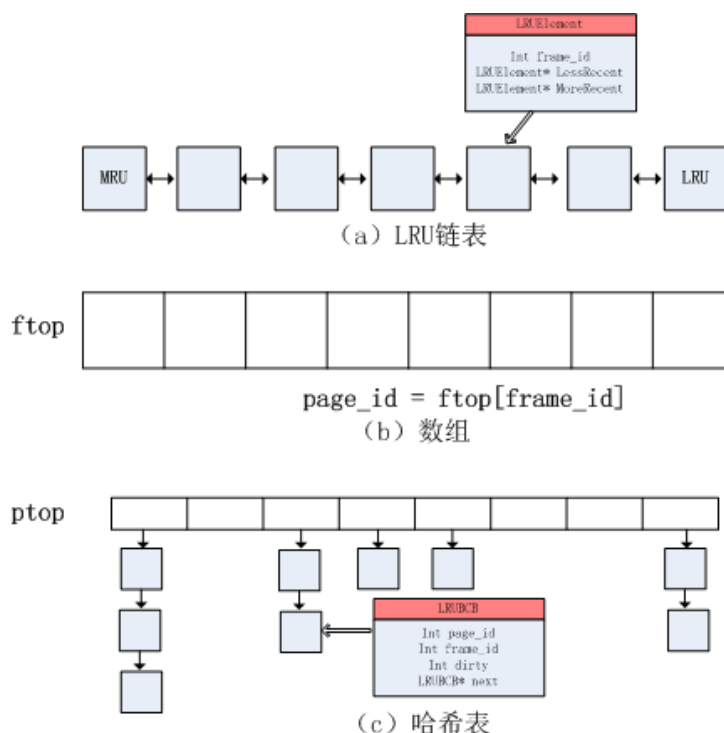 LRUElement
Int frame_id
LRUElement* LessRecent
LRUElement* MoreRecent
MRU
LRU
（a）LRU链表
ftop
page_id = ftop[frame_id]
（b）数组
ptop
LRUBCB
Int page_id
Int frame_id
Int dirty
LRUBCB* next
（c）哈希表